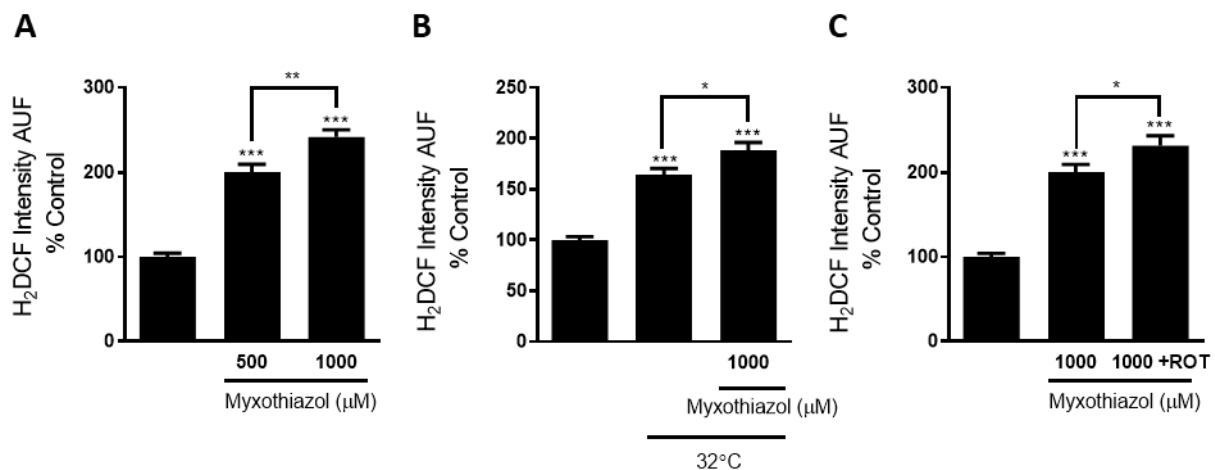 A
H₂DCF Intensity AUF
% Control
300
200
100
0
**
***
***
500 1000
Myxothiazol (μM)
B
H₂DCF Intensity AUF
% Control
250
200
150
100
50
0
*
***
***
1000
Myxothiazol (μM)
32°C
C
H₂DCF Intensity AUF
% Control
300
200
100
0
*
***
***
1000 1000 +ROT
Myxothiazol (μM)